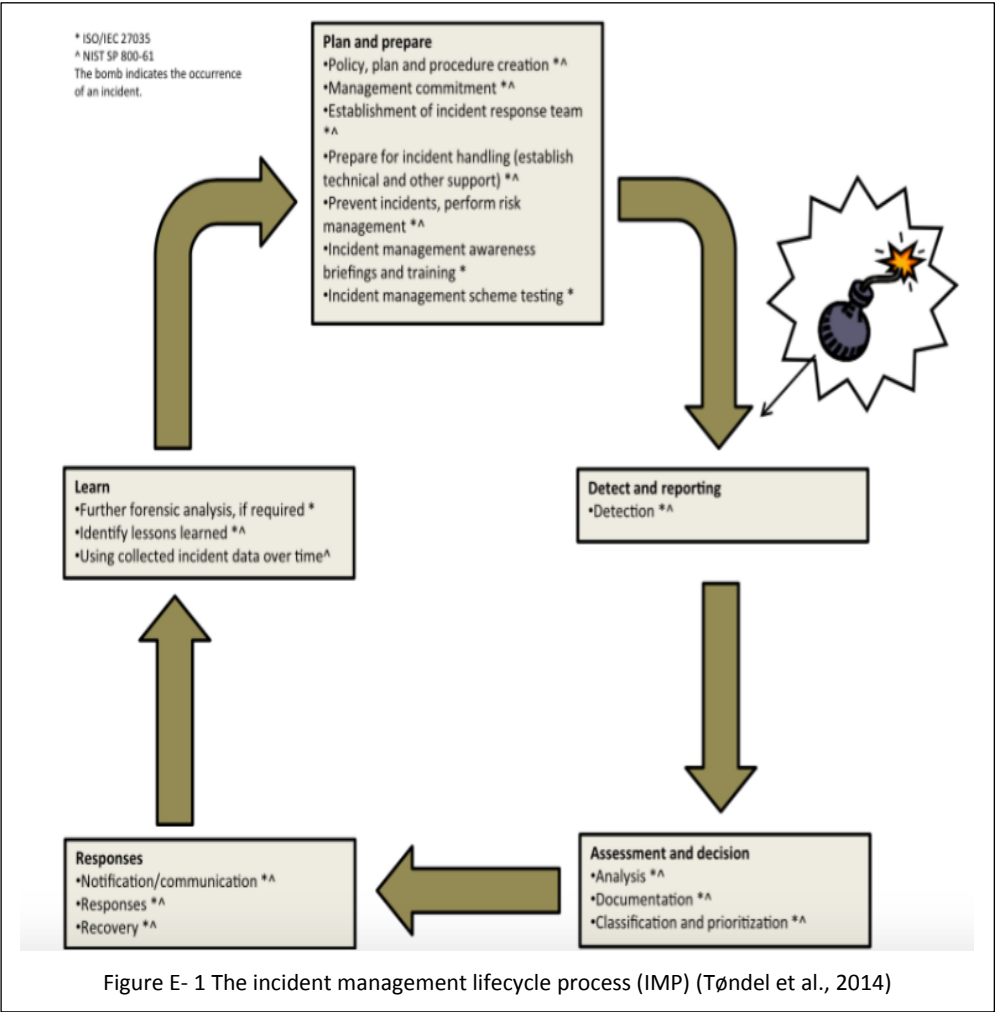 * ISO/IEC 27035
^ NIST SP 800-61
The bomb indicates the occurrence
of an incident.
Plan and prepare
•Policy, plan and procedure creation *^
•Management commitment *^
•Establishment of incident response team
*^
•Prepare for incident handling (establish
technical and other support) *^
•Prevent incidents, perform risk
management *^
•Incident management awareness
briefings and training *
•Incident management scheme testing *
Detect and reporting
•Detection *^
Assessment and decision
•Analysis *^
•Documentation *^
•Classification and prioritization *^
Responses
•Notification/communication *^
•Responses *^
•Recovery *^
Learn
•Further forensic analysis, if required *
•Identify lessons learned *^
•Using collected incident data over time^
Figure E- 1 The incident management lifecycle process (IMP) (Tøndel et al., 2014)